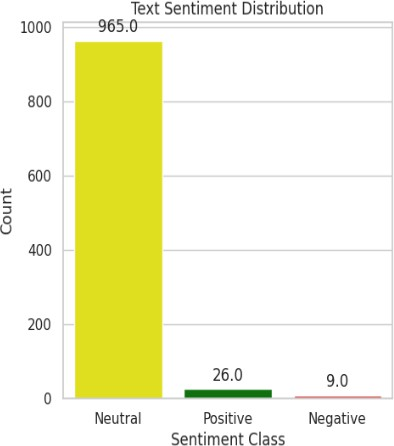 Text Sentiment Distribution
1000
965.0
800
600
400
200
26.0
9.0
0
Count
Neutral Positive Negative
Sentiment Class